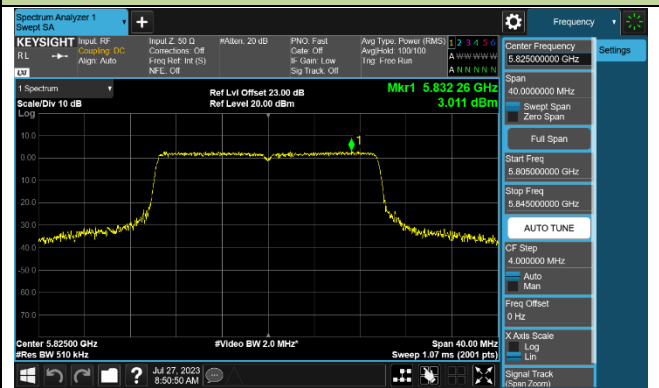 Spectrum Analyzer 1
Swept SA
+
Frequency
KEYSIGHT
RL
LXI
Input: RF
Coupling: DC
Align: Auto
Input Z: 50 Ω
Corrections: Off
Freq Ref: Int (S)
NFE: Off
#Atten: 20 dB
PNO: Fast
Gate: Off
IF Gain: Low
Sig Track: Off
Avg Type: Power (RMS)
Avg|Hold: 100/100
Trig: Free Run
1 2 3 4 5 6
A W W W W W
A N N N N N
Center Frequency
5.825000000 GHz
Settings
Span
40.0000000 MHz
Swept Span
Zero Span
Full Span
Start Freq
5.805000000 GHz
Stop Freq
5.845000000 GHz
AUTO TUNE
CF Step
4.000000 MHz
Auto
Man
Freq Offset
0 Hz
X Axis Scale
Log
Lin
Signal Track
(Span Zoom)
1 Spectrum
Scale/Div 10 dB
Log
Ref Lvl Offset 23.00 dB
Ref Level 20.00 dBm
Mkr1 5.832 26 GHz
3.011 dBm
1
10.0
0.00
-10.0
-20.0
-30.0
-40.0
-50.0
-60.0
-70.0
Center 5.82500 GHz
#Res BW 510 kHz
#Video BW 2.0 MHz*
Span 40.00 MHz
Sweep 1.07 ms (2001 pts)
?
Jul 27, 2023
8:50:50 AM